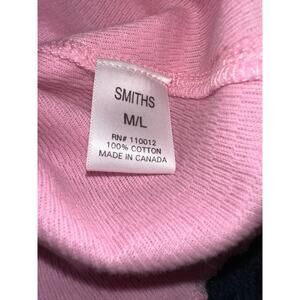 SMITHS
M/L
RN# 110012
100% COTTON
MADE IN CANADA